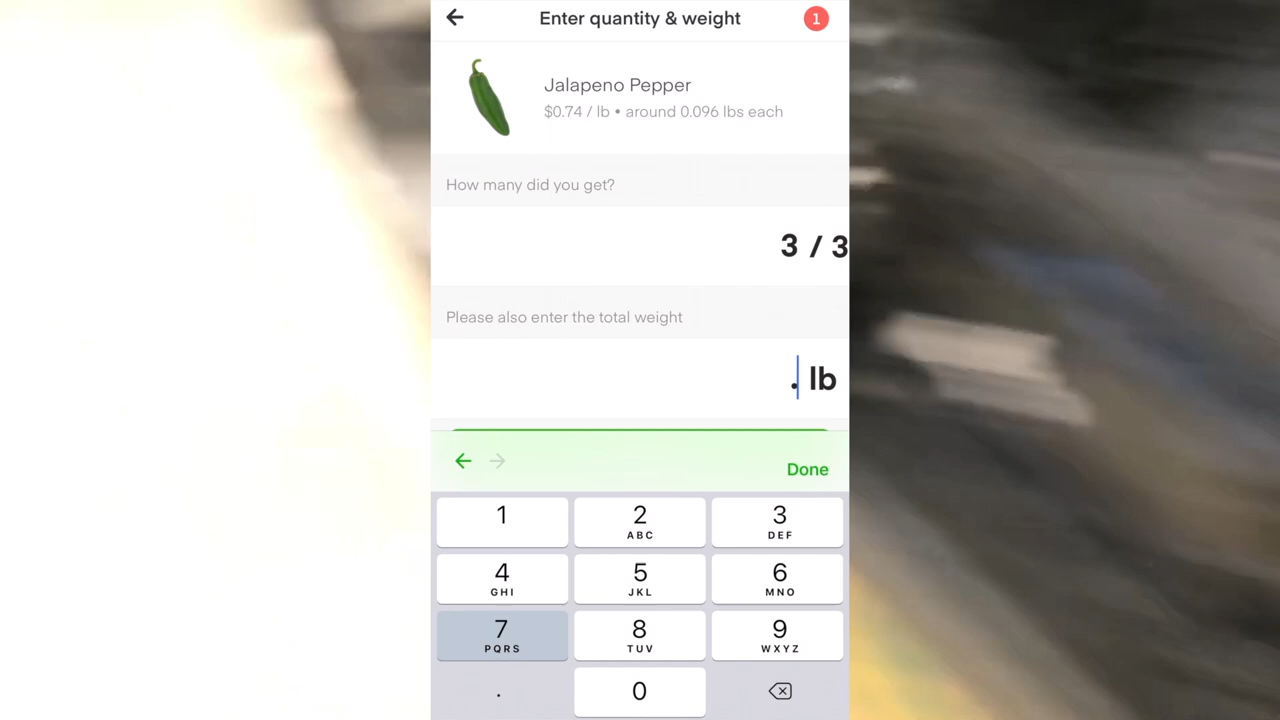 Enter quantity & weight
1
Jalapeno Pepper
$0.74 / lb • around 0.096 lbs each
How many did you get?
3 / 3
Please also enter the total weight
. lb
Done
1
2
ABC
3
DEF
4
GHI
5
JKL
6
MNO
7
PQRS
8
TUV
9
WXYZ
.
0